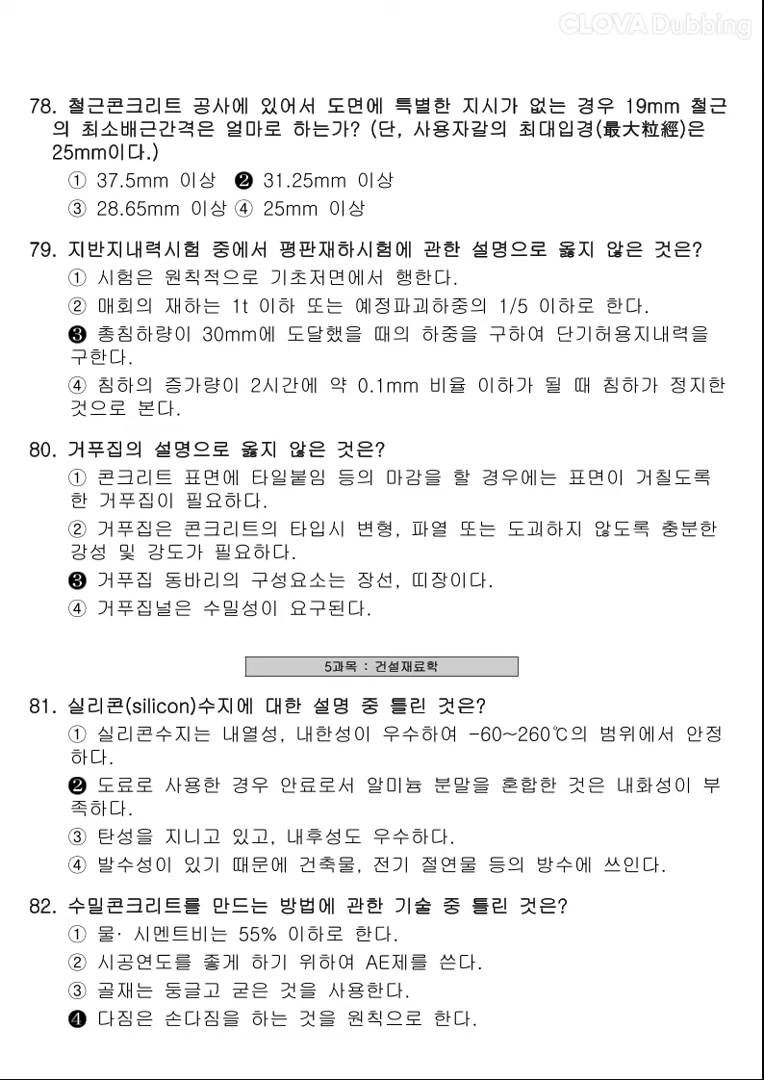 CLOVA Dubbing
78. 철근콘크리트 공사에 있어서 도면에 특별한 지시가 없는 경우 19mm 철근
의 최소배근간격은 얼마로 하는가? (단, 사용자갈의 최대입경(最大粒經)은
25mm이다.)
① 37.5mm 이상 ❷ 31.25mm 이상
③ 28.65mm 이상 ④ 25mm 이상
79. 지반지내력시험 중에서 평판재하시험에 관한 설명으로 옳지 않은 것은?
① 시험은 원칙적으로 기초저면에서 행한다.
② 매회의 재하는 1t 이하 또는 예정파괴하중의 1/5 이하로 한다.
❸ 총침하량이 30mm에 도달했을 때의 하중을 구하여 단기허용지내력을
구한다.
④ 침하의 증가량이 2시간에 약 0.1mm 비율 이하가 될 때 침하가 정지한
것으로 본다.
80. 거푸집의 설명으로 옳지 않은 것은?
① 콘크리트 표면에 타일붙임 등의 마감을 할 경우에는 표면이 거칠도록
한 거푸집이 필요하다.
② 거푸집은 콘크리트의 타입시 변형, 파열 또는 도괴하지 않도록 충분한
강성 및 강도가 필요하다.
❸ 거푸집 동바리의 구성요소는 장선, 띠장이다.
④ 거푸집널은 수밀성이 요구된다.
5과목 : 건설재료학
81. 실리콘(silicon)수지에 대한 설명 중 틀린 것은?
① 실리콘수지는 내열성, 내한성이 우수하여 -60~260℃의 범위에서 안정
하다.
❷ 도료로 사용한 경우 안료로서 알미늄 분말을 혼합한 것은 내화성이 부
족하다.
③ 탄성을 지니고 있고, 내후성도 우수하다.
④ 발수성이 있기 때문에 건축물, 전기 절연물 등의 방수에 쓰인다.
82. 수밀콘크리트를 만드는 방법에 관한 기술 중 틀린 것은?
① 물· 시멘트비는 55% 이하로 한다.
② 시공연도를 좋게 하기 위하여 AE제를 쓴다.
③ 골재는 둥글고 굳은 것을 사용한다.
❹ 다짐은 손다짐을 하는 것을 원칙으로 한다.